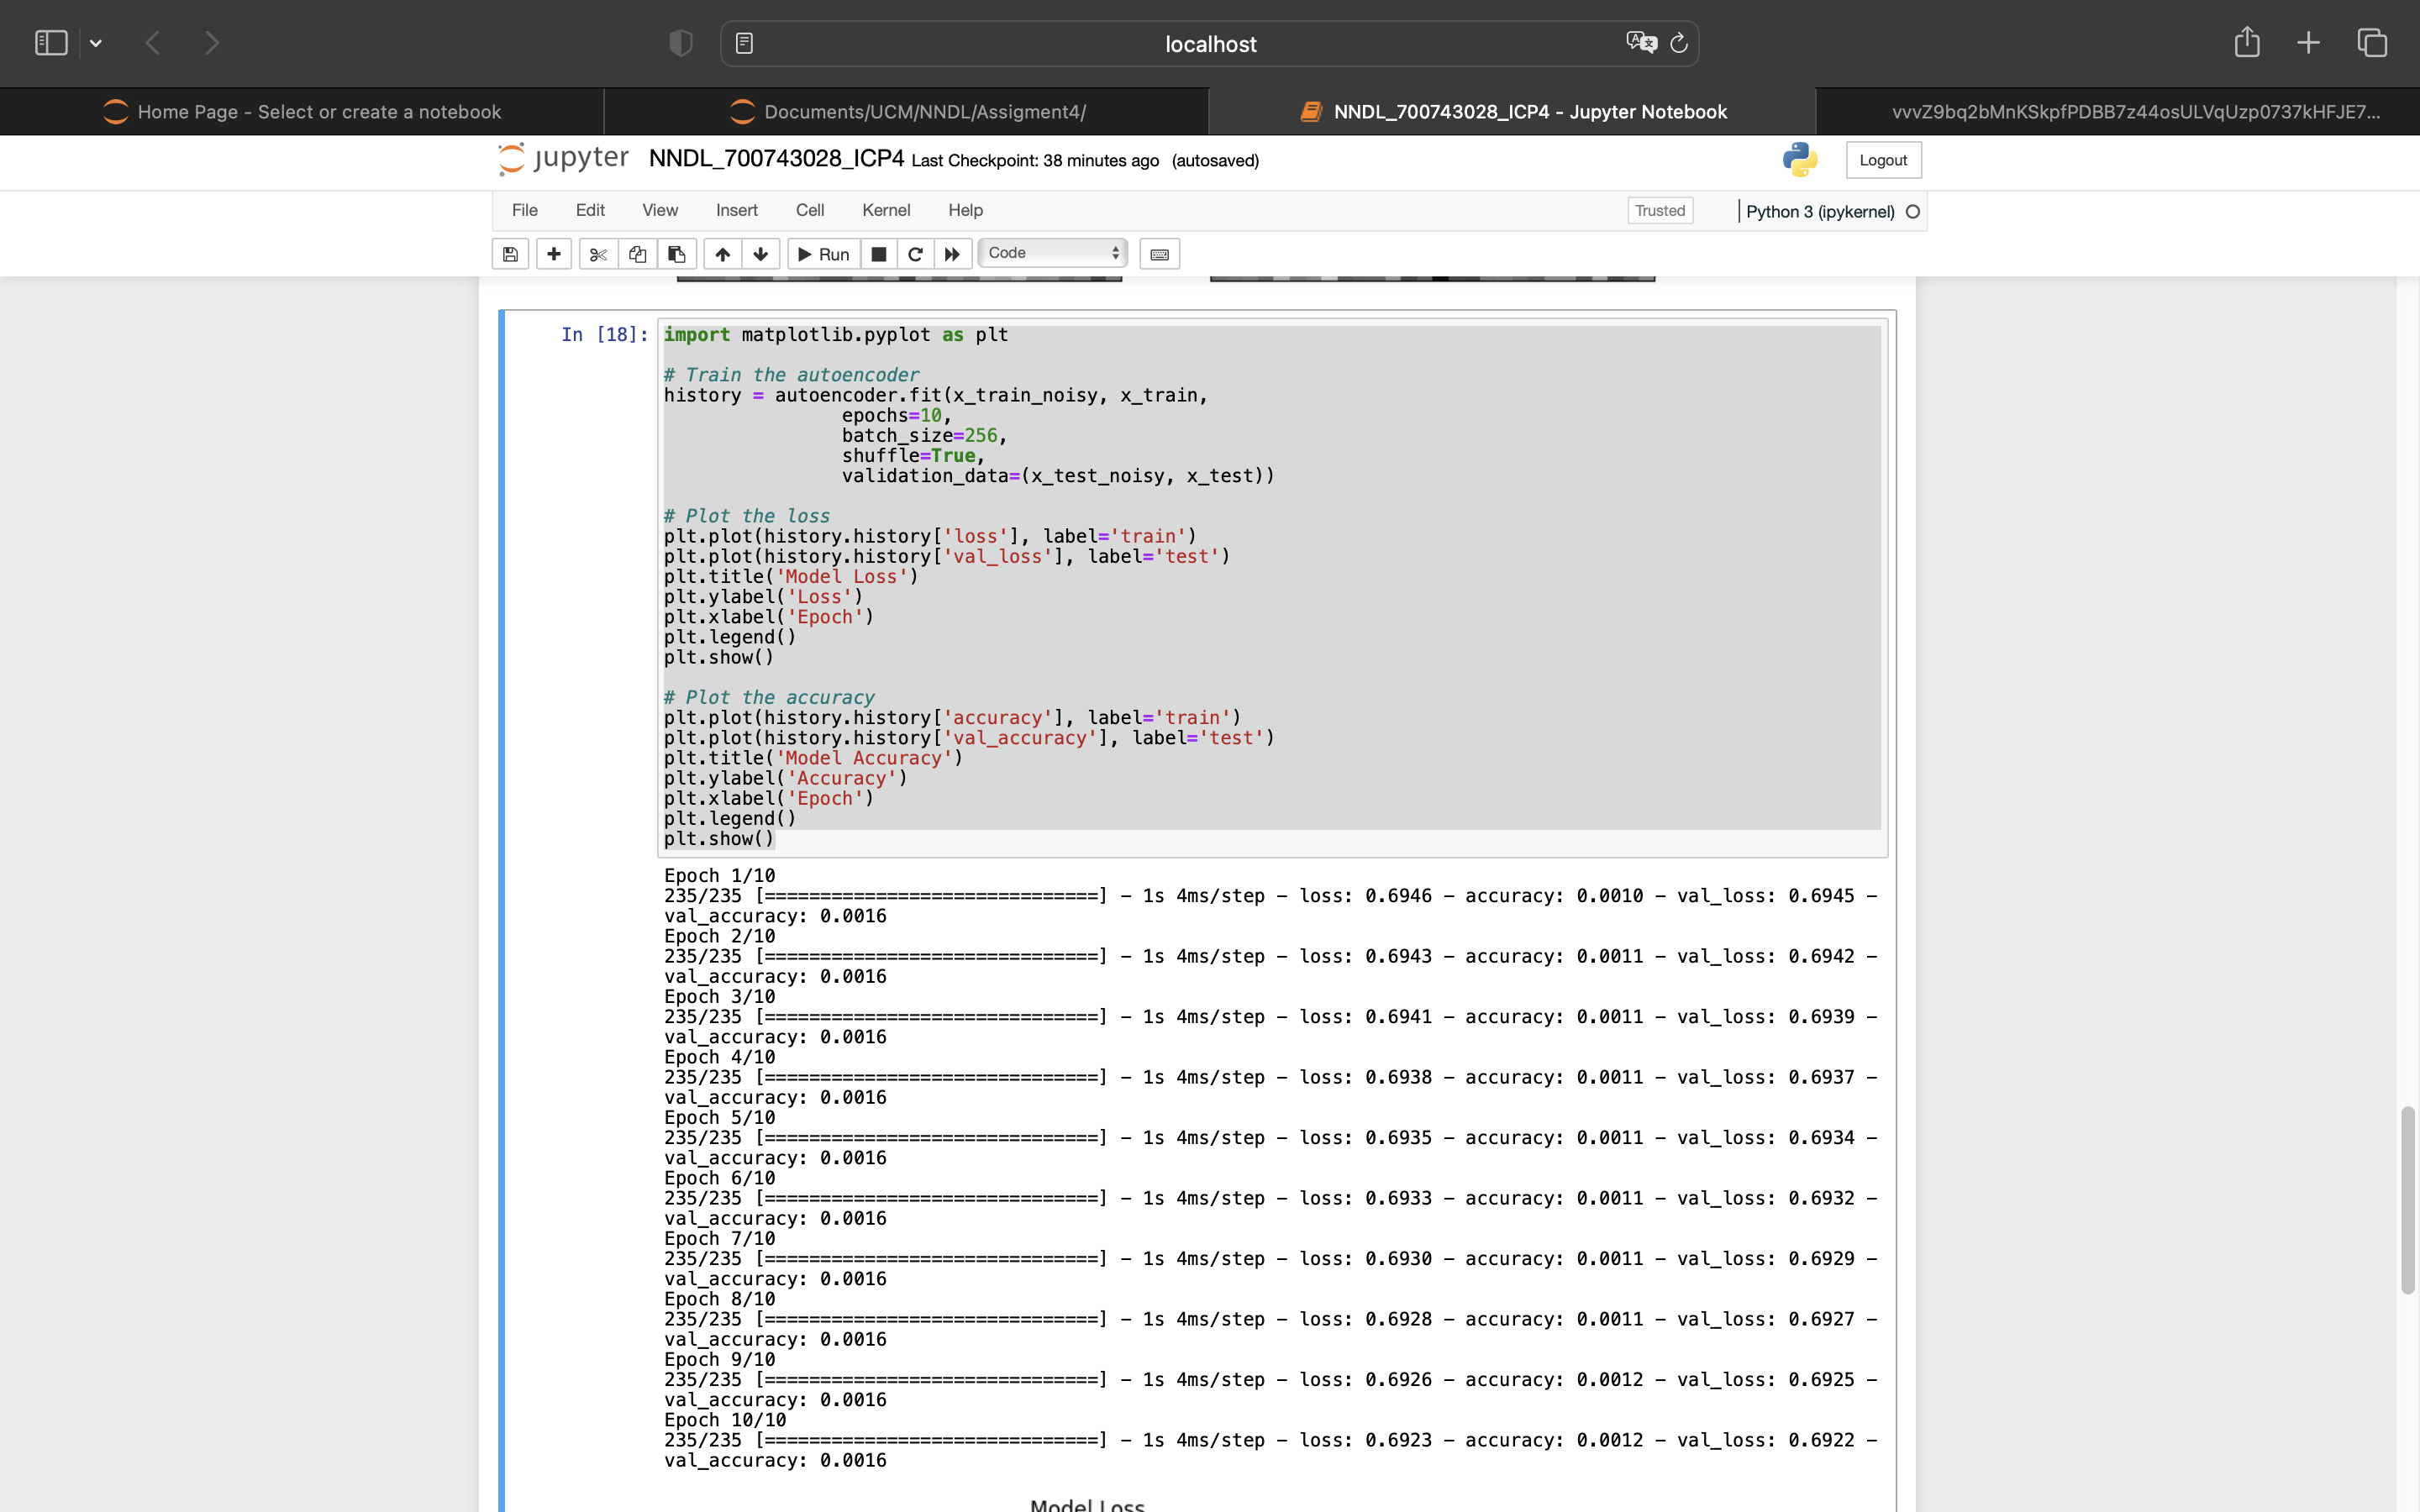 localhost
Home Page - Select or create a notebook
Documents/UCM/NNDL/Assigment4/
NNDL_700743028_ICP4 - Jupyter Notebook
vvvZ9bq2bMnKSkpfPDBB7z44osULVqUzp0737kHFJE7...
jupyter NNDL_700743028_ICP4 Last Checkpoint: 38 minutes ago (autosaved)
Logout
File Edit View Insert Cell Kernel Help
Trusted
Python 3 (ipykernel)
Run
Code
In [18]:
import matplotlib.pyplot as plt
# Train the autoencoder
history = autoencoder.fit(x_train_noisy, x_train,
epochs=10,
batch_size=256,
shuffle=True,
validation_data=(x_test_noisy, x_test))
# Plot the loss
plt.plot(history.history['loss'], label='train')
plt.plot(history.history['val_loss'], label='test')
plt.title('Model Loss')
plt.ylabel('Loss')
plt.xlabel('Epoch')
plt.legend()
plt.show()
# Plot the accuracy
plt.plot(history.history['accuracy'], label='train')
plt.plot(history.history['val_accuracy'], label='test')
plt.title('Model Accuracy')
plt.ylabel('Accuracy')
plt.xlabel('Epoch')
plt.legend()
plt.show()
Epoch 1/10
235/235 [==============================] - 1s 4ms/step - loss: 0.6946 - accuracy: 0.0010 - val_loss: 0.6945 -
val_accuracy: 0.0016
Epoch 2/10
235/235 [==============================] - 1s 4ms/step - loss: 0.6943 - accuracy: 0.0011 - val_loss: 0.6942 -
val_accuracy: 0.0016
Epoch 3/10
235/235 [==============================] - 1s 4ms/step - loss: 0.6941 - accuracy: 0.0011 - val_loss: 0.6939 -
val_accuracy: 0.0016
Epoch 4/10
235/235 [==============================] - 1s 4ms/step - loss: 0.6938 - accuracy: 0.0011 - val_loss: 0.6937 -
val_accuracy: 0.0016
Epoch 5/10
235/235 [==============================] - 1s 4ms/step - loss: 0.6935 - accuracy: 0.0011 - val_loss: 0.6934 -
val_accuracy: 0.0016
Epoch 6/10
235/235 [==============================] - 1s 4ms/step - loss: 0.6933 - accuracy: 0.0011 - val_loss: 0.6932 -
val_accuracy: 0.0016
Epoch 7/10
235/235 [==============================] - 1s 4ms/step - loss: 0.6930 - accuracy: 0.0011 - val_loss: 0.6929 -
val_accuracy: 0.0016
Epoch 8/10
235/235 [==============================] - 1s 4ms/step - loss: 0.6928 - accuracy: 0.0011 - val_loss: 0.6927 -
val_accuracy: 0.0016
Epoch 9/10
235/235 [==============================] - 1s 4ms/step - loss: 0.6926 - accuracy: 0.0012 - val_loss: 0.6925 -
val_accuracy: 0.0016
Epoch 10/10
235/235 [==============================] - 1s 4ms/step - loss: 0.6923 - accuracy: 0.0012 - val_loss: 0.6922 -
val_accuracy: 0.0016
Model Loss